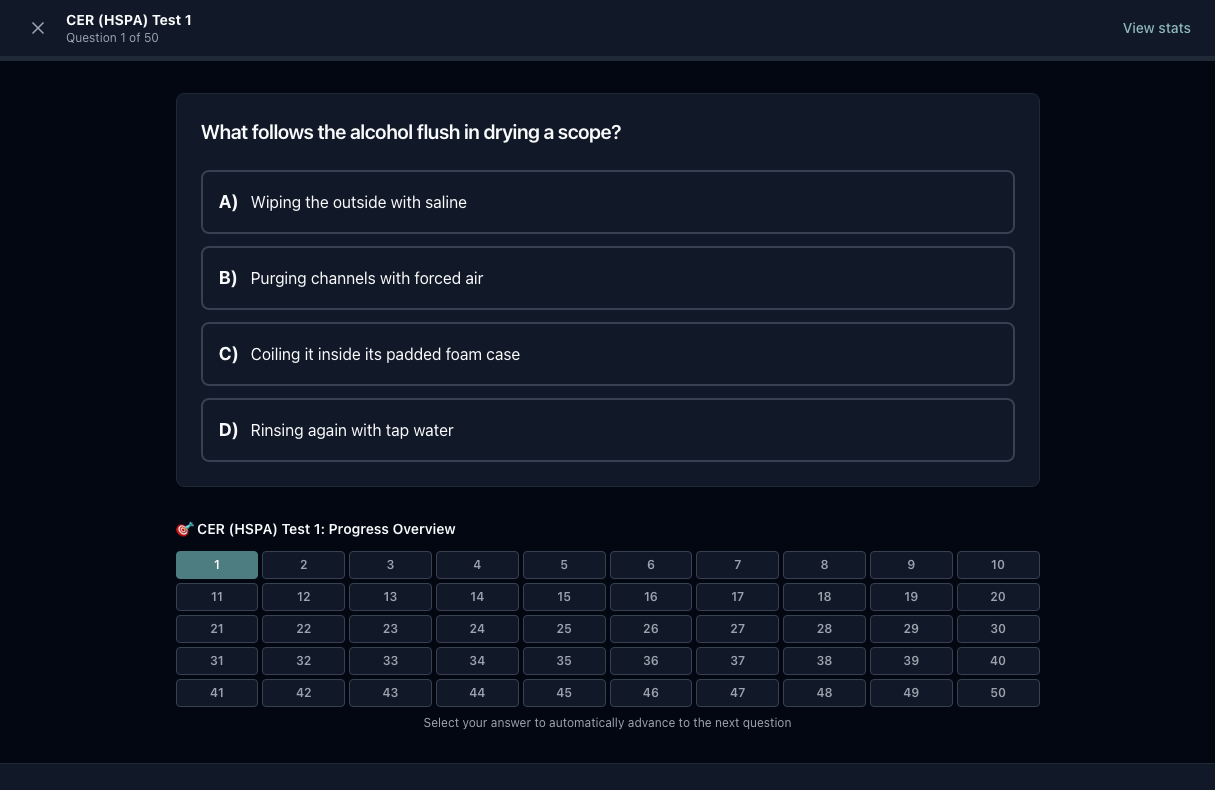 CER (HSPA) Test 1
Question 1 of 50
View stats
What follows the alcohol flush in drying a scope?
A) Wiping the outside with saline
B) Purging channels with forced air
C) Coiling it inside its padded foam case
D) Rinsing again with tap water
🎯 CER (HSPA) Test 1: Progress Overview
1 2 3 4 5 6 7 8 9 10
11 12 13 14 15 16 17 18 19 20
21 22 23 24 25 26 27 28 29 30
31 32 33 34 35 36 37 38 39 40
41 42 43 44 45 46 47 48 49 50
Select your answer to automatically advance to the next question